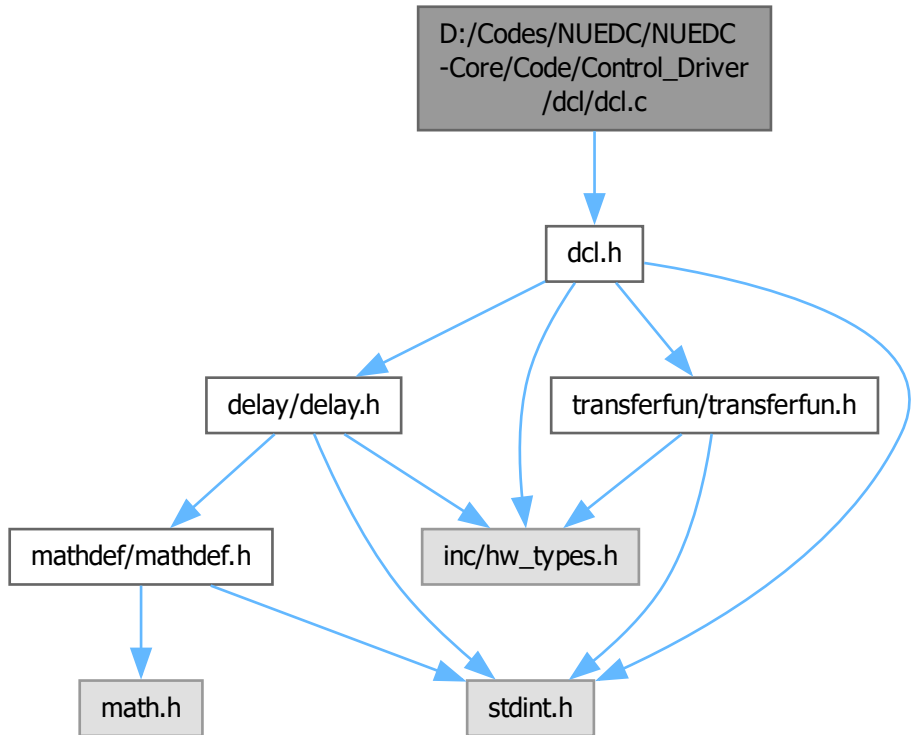 D:/Codes/NUEDC/NUEDC
-Core/Code/Control_Driver
/dcl/dcl.c
dcl.h
delay/delay.h
transferfun/transferfun.h
mathdef/mathdef.h
inc/hw_types.h
math.h
stdint.h